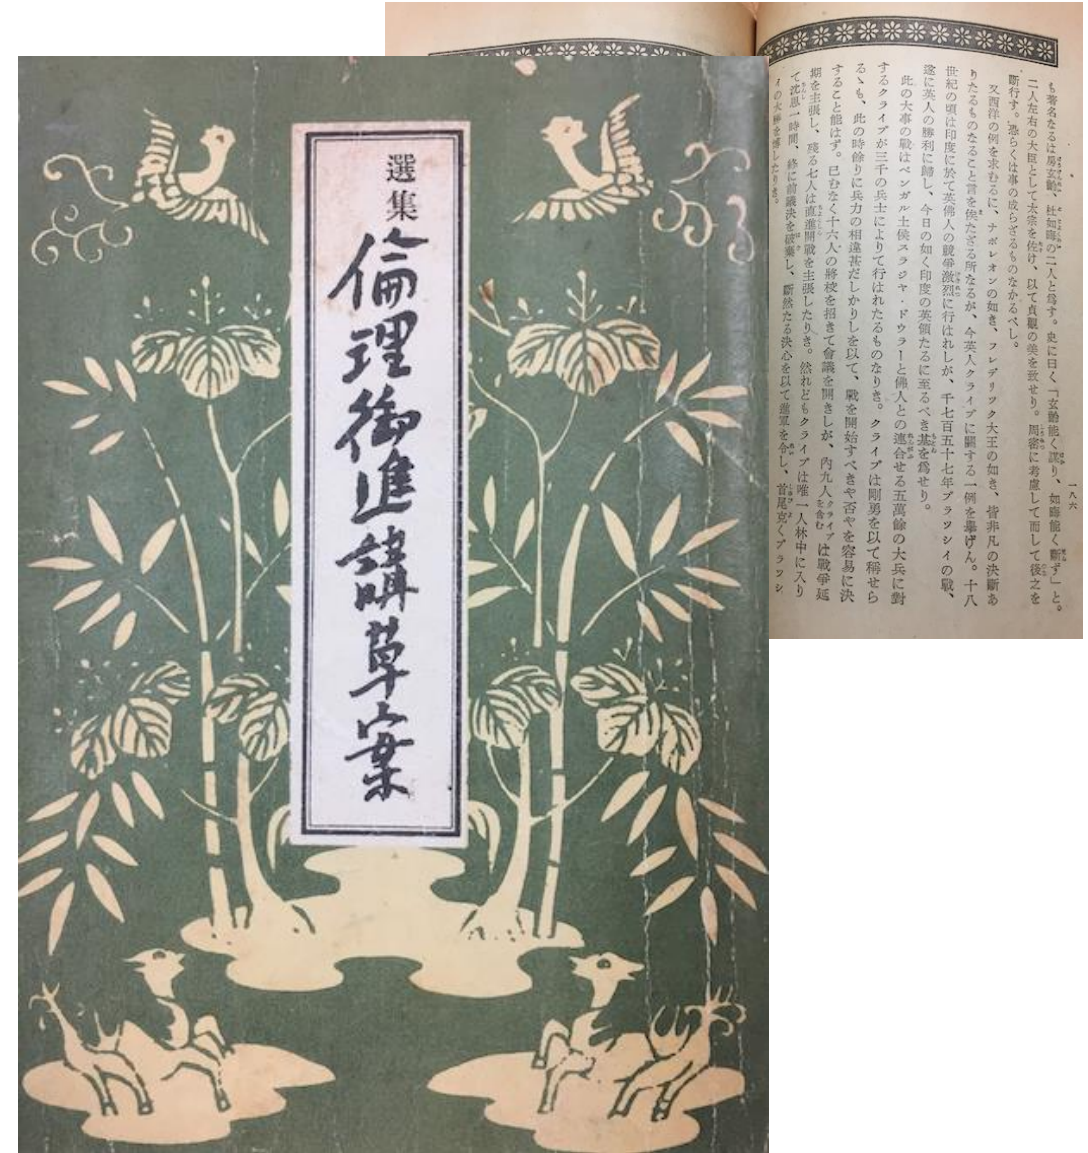 選集
倫理御進講草案
一八六
も著名なるは房玄齡、杜如晦の二人と爲す。史に曰く「玄齡能く謀り、如晦能く斷ず」と。
二人左右の大臣として太宗を佐け、以て貞觀の美を致せり。周密に考慮して而して後之を
斷行す。恐らくは事の成らざるものなかるべし。
又西洋の例を求むるに、ナポレオンの如き、フレデリック大王の如き、皆非凡の決斷あ
りたるものなること言を俟たざる所なるが、今英人クライブに關する一例を擧げん。十八
世紀の頃は印度に於て英佛人の競爭激烈に行はれしが、千七百五十七年プラッシイの戰、
遂に英人の勝利に歸し、今日の如く印度の英領たるに至るべき基を爲せり。
此の大事の戰はベンガル土侯スラジヤ・ドウラーと佛人との連合せる五萬餘の大兵に對
するクライブが三千の兵士によりて行はれたるものなりき。クライブは剛勇を以て稱せら
るゝも、此の時餘りに兵力の相違甚だしかりしを以て、戰を開始すべきや否やを容易に決
すること能はず。已むなく十六人の將校を招きて會議を開きしが、內九人クライブを含むは戰爭延
期を主張し、殘る七人は直進開戰を主張したりき。然れどもクライブは唯一人林中に入り
て沈思一時間、終に前議決を破棄し、斷然たる決心を以て進軍を令し、首尾克くプラッシ
イの大捷を博したりき。